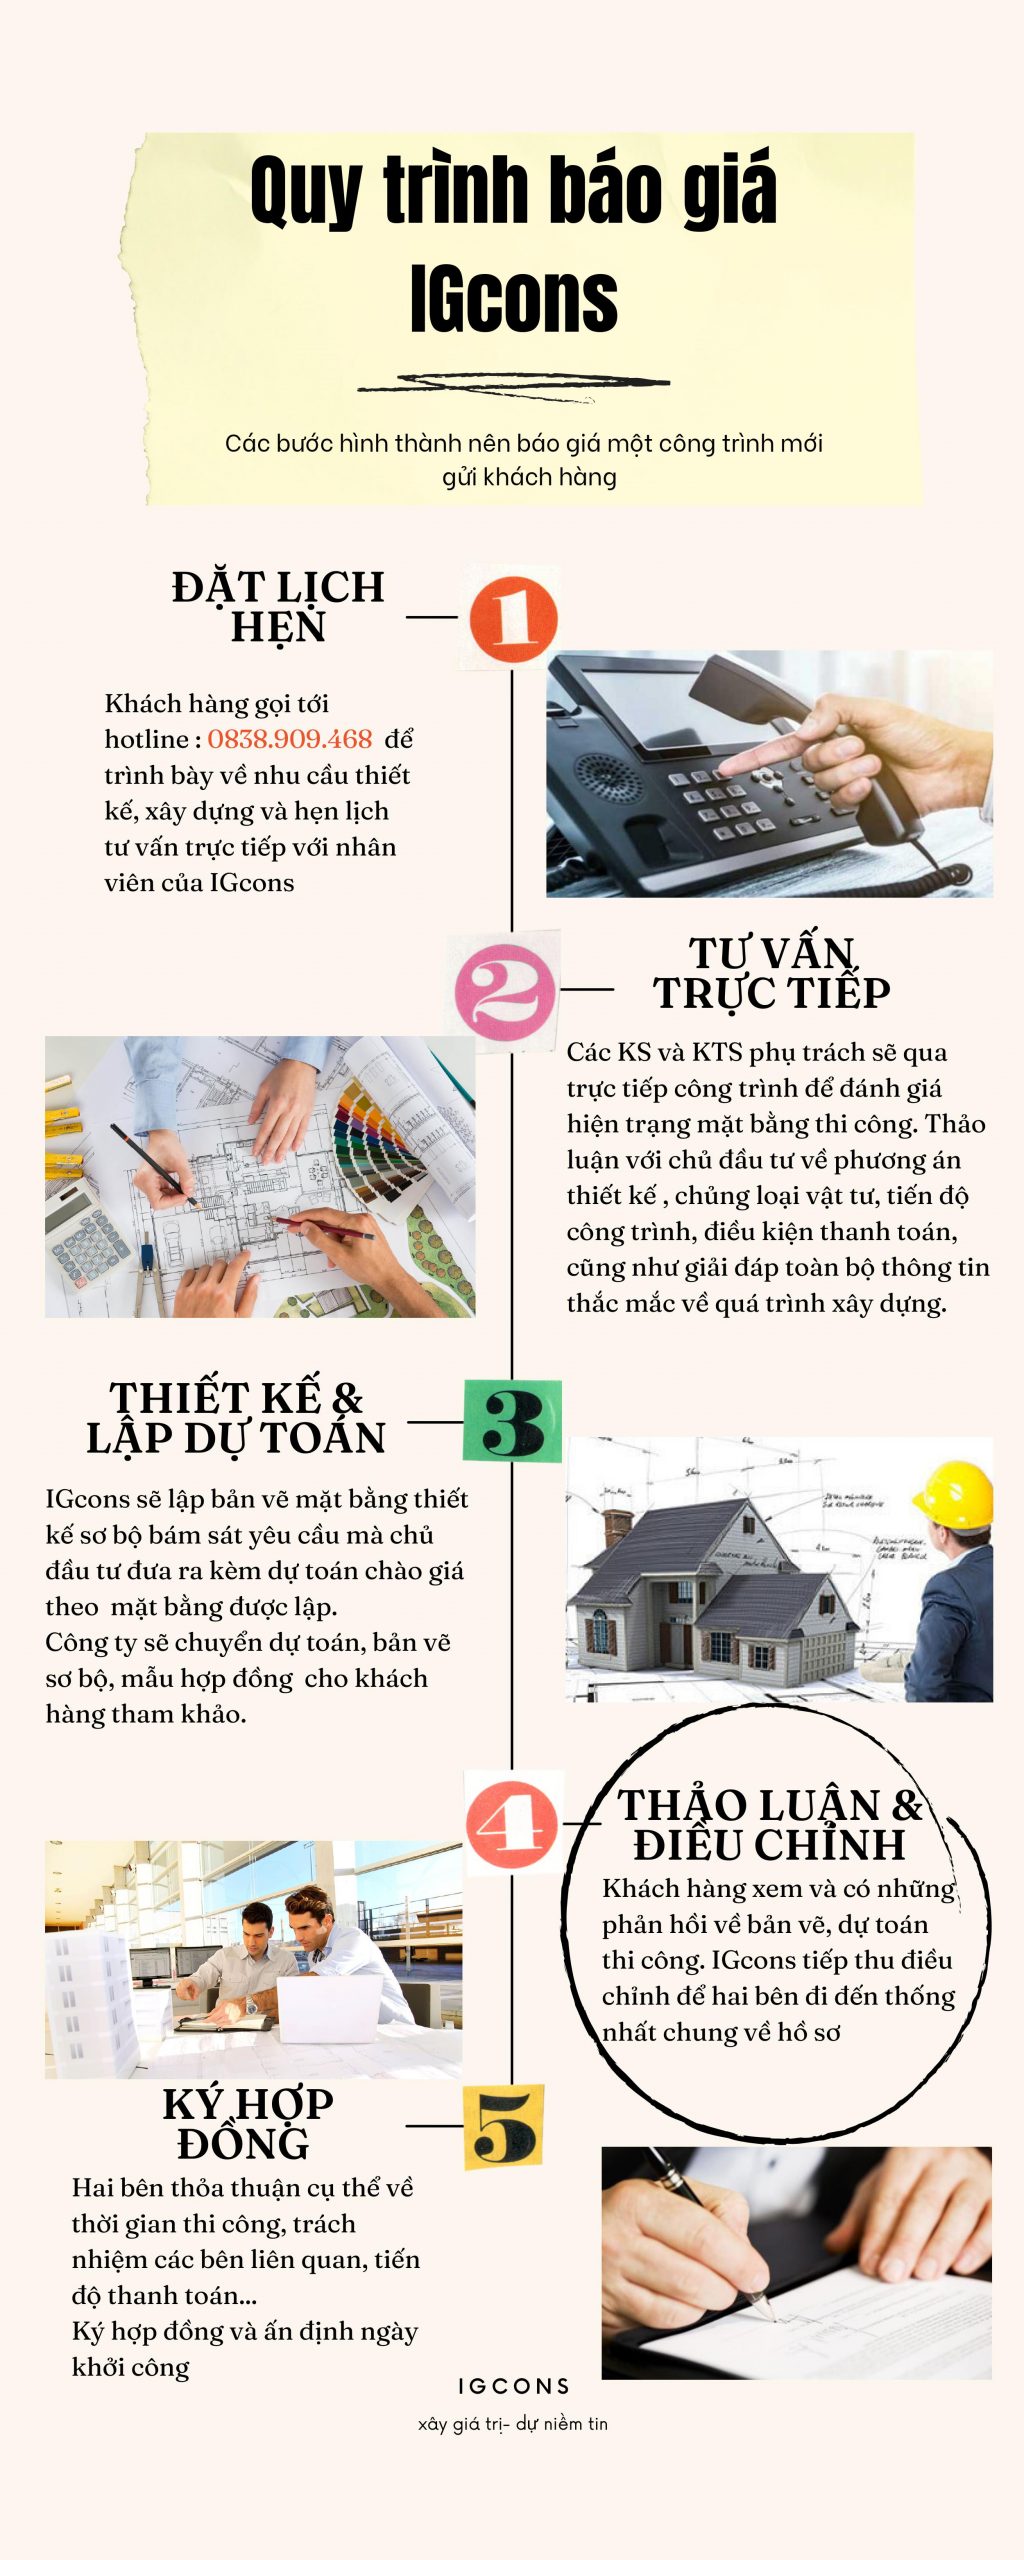 Quy trình báo giá
IGcons
Các bước hình thành nên báo giá một công trình mới
gửi khách hàng
ĐẶT LỊCH
HẸN
1
Khách hàng gọi tới
hotline : 0838.909.468 để
trình bày về nhu cầu thiết
kế, xây dựng và hẹn lịch
tư vấn trực tiếp với nhân
viên của IGcons
2
TƯ VẤN
TRỰC TIẾP
Các KS và KTS phụ trách sẽ qua
trực tiếp công trình để đánh giá
hiện trạng mặt bằng thi công. Thảo
luận với chủ đầu tư về phương án
thiết kế , chủng loại vật tư, tiến độ
công trình, điều kiện thanh toán,
cũng như giải đáp toàn bộ thông tin
thắc mắc về quá trình xây dựng.
THIẾT KẾ &
LẬP DỰ TOÁN
3
IGcons sẽ lập bản vẽ mặt bằng thiết
kế sơ bộ bám sát yêu cầu mà chủ
đầu tư đưa ra kèm dự toán chào giá
theo mặt bằng được lập.
Công ty sẽ chuyển dự toán, bản vẽ
sơ bộ, mẫu hợp đồng cho khách
hàng tham khảo.
4
THẢO LUẬN &
ĐIỀU CHỈNH
Khách hàng xem và có những
phản hồi về bản vẽ, dự toán
thi công. IGcons tiếp thu điều
chỉnh để hai bên đi đến thống
nhất chung về hồ sơ
KÝ HỢP
ĐỒNG
5
Hai bên thỏa thuận cụ thể về
thời gian thi công, trách
nhiệm các bên liên quan, tiến
độ thanh toán...
Ký hợp đồng và ấn định ngày
khởi công
IGCONS
xây giá trị- dự niềm tin